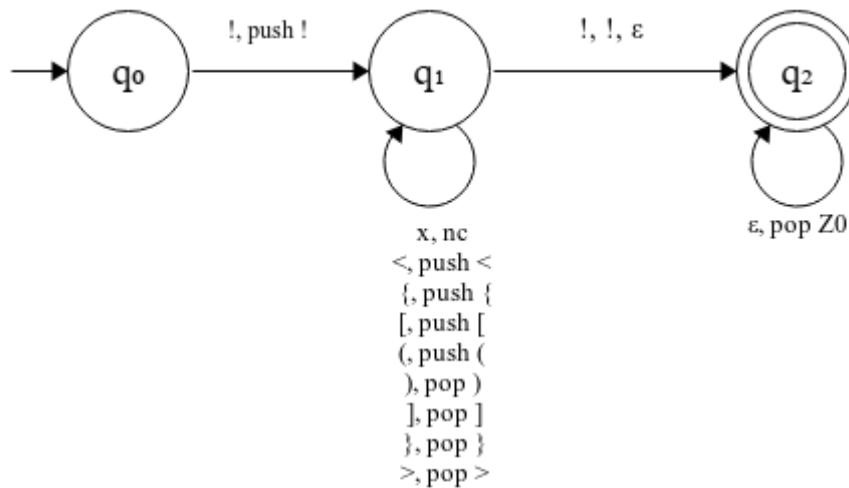 !, push !
!, !, ε
q₀
q₁
q₂
x, nc
<, push <
{, push {
[, push [
(, push (
), pop )
], pop ]
}, pop }
>, pop >
ε, pop Z0